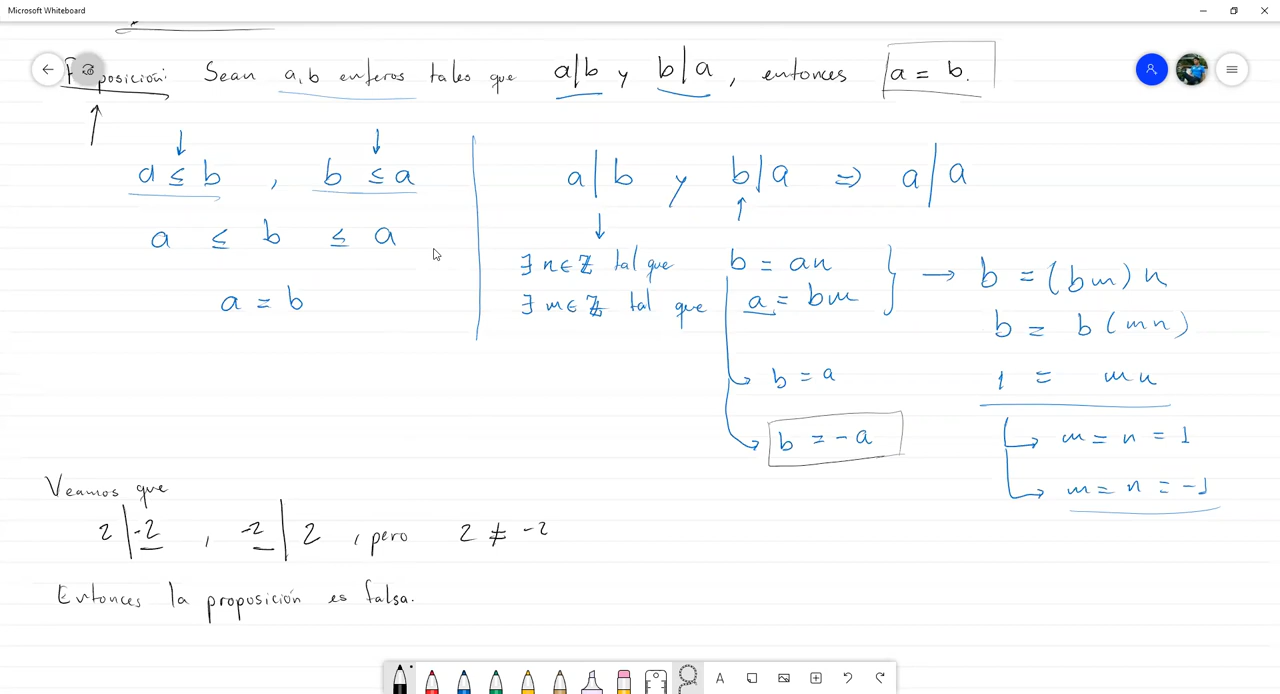 Microsoft Whiteboard
posición: Sean a, b enteros tales que a|b y b|a, entonces a = b.
a ≤ b , b ≤ a
a ≤ b ≤ a
a = b
a | b y b | a ⇒ a | a
∃ n ∈ ℤ tal que b = an
∃ m ∈ ℤ tal que a = bm
→ b = (bm) n
b = b (mn)
1 = mn
b = a
b = -a
m = n = 1
m = n = -1
Veamos que
2 | -2 , -2 | 2 , pero 2 ≠ -2
Entonces la proposición es falsa.
A